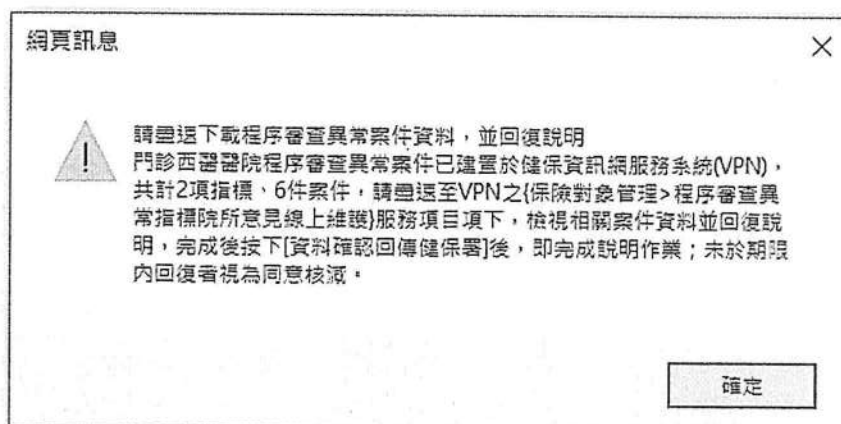 網頁訊息
請盡速下載程序審查異常案件資料，並回復說明
門診西醫醫院程序審查異常案件已建置於健保資訊網服務系統(VPN)，
共計2項指標、6件案件，請盡速至VPN之{保險對象管理>程序審查異
常指標院所意見線上維護}服務項目項下，檢視相關案件資料並回復說
明，完成後按下[資料確認回傳健保署]後，即完成說明作業；未於期限
內回復者視為同意核減。
確定